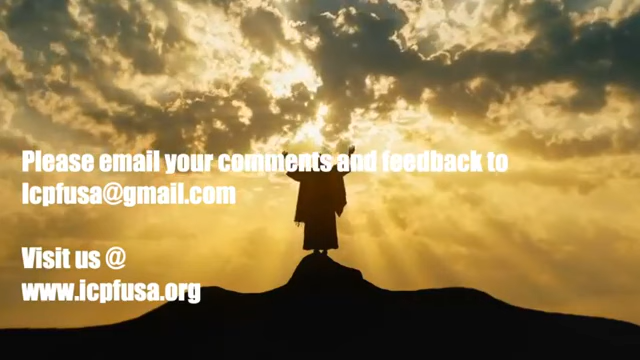 Please email your comments and feedback to
Icpfusa@gmail.com
Visit us @
www.icpfusa.org